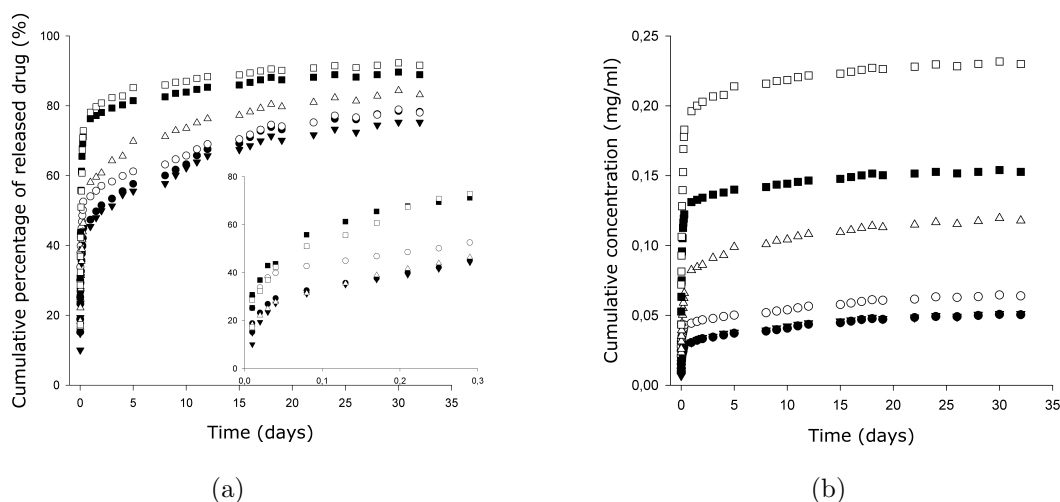 Cumulative percentage of released drug (%)
100
80
60
40
20
0
0 5 10 15 20 25 30 35
Time (days)
80
60
40
20
0
0,0 0,1 0,2 0,3
(a)
Cumulative concentration (mg/ml)
0,25
0,20
0,15
0,10
0,05
0,00
0 5 10 15 20 25 30 35
Time (days)
(b)